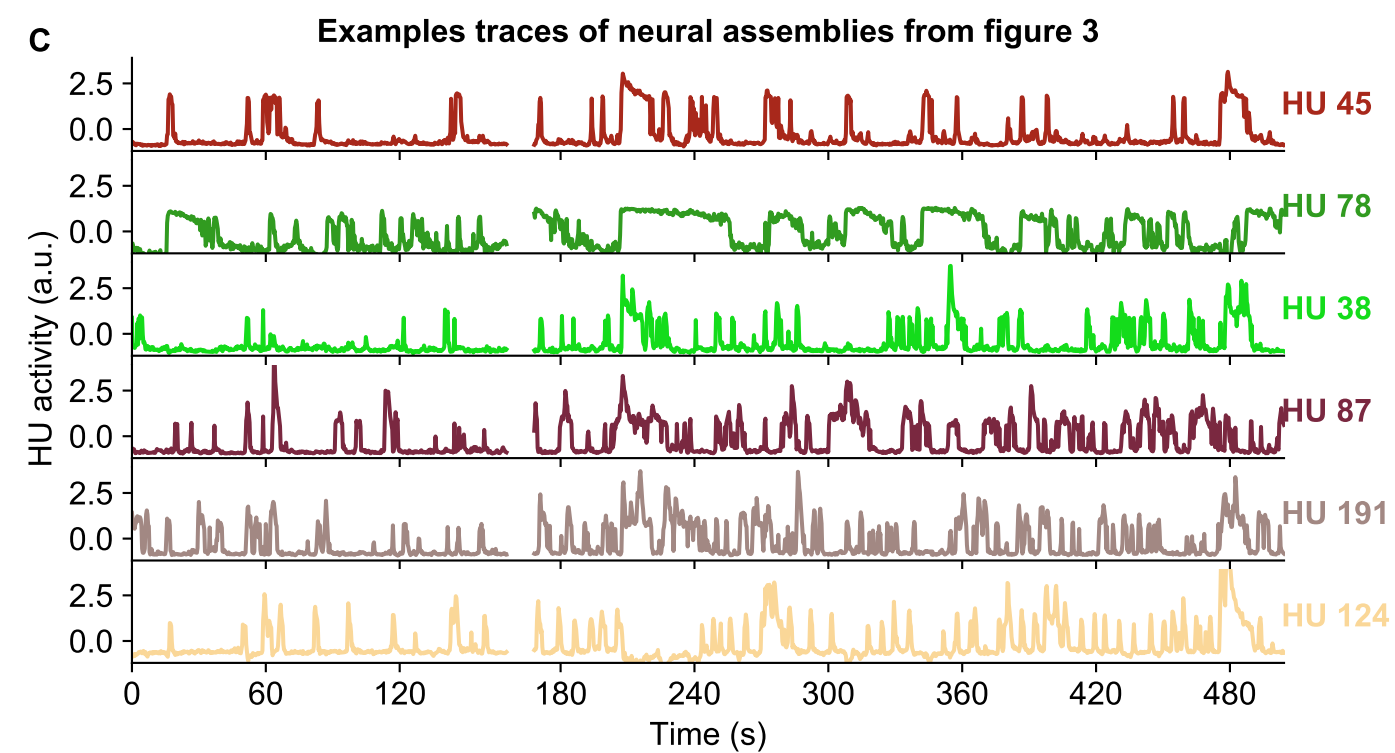 C
Examples traces of neural assemblies from figure 3
HU activity (a.u.)
2.5
0.0
HU 45
2.5
0.0
HU 78
2.5
0.0
HU 38
2.5
0.0
HU 87
2.5
0.0
HU 191
2.5
0.0
HU 124
0 60 120 180 240 300 360 420 480
Time (s)